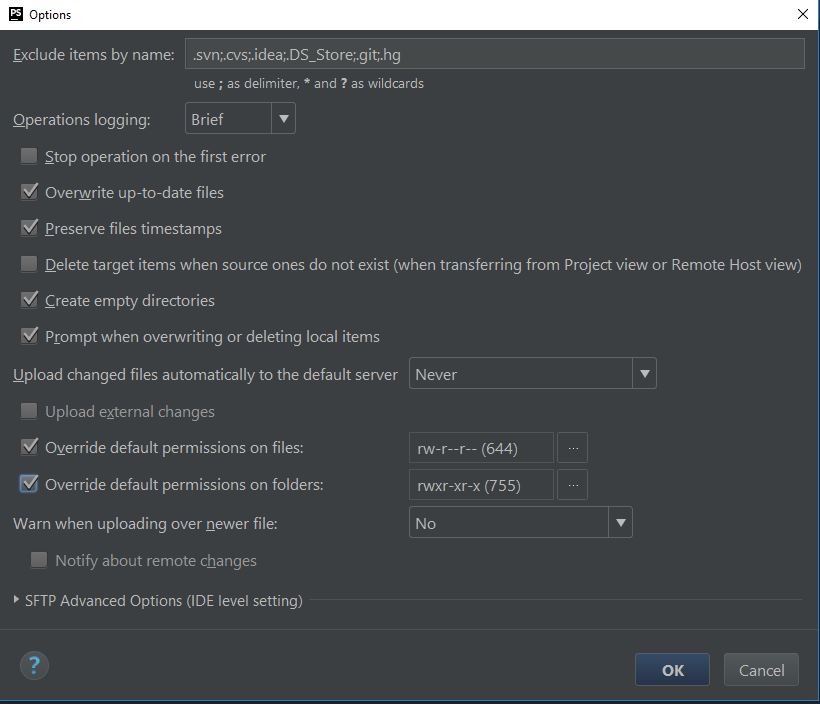 PS Options
Exclude items by name: .svn;.cvs;.idea;.DS_Store;.git;.hg
use ; as delimiter, * and ? as wildcards
Operations logging: Brief
Stop operation on the first error
Overwrite up-to-date files
Preserve files timestamps
Delete target items when source ones do not exist (when transferring from Project view or Remote Host view)
Create empty directories
Prompt when overwriting or deleting local items
Upload changed files automatically to the default server Never
Upload external changes
Override default permissions on files: rw-r--r-- (644) ...
Override default permissions on folders: rwxr-xr-x (755) ...
Warn when uploading over newer file: No
Notify about remote changes
SFTP Advanced Options (IDE level setting)
? OK Cancel